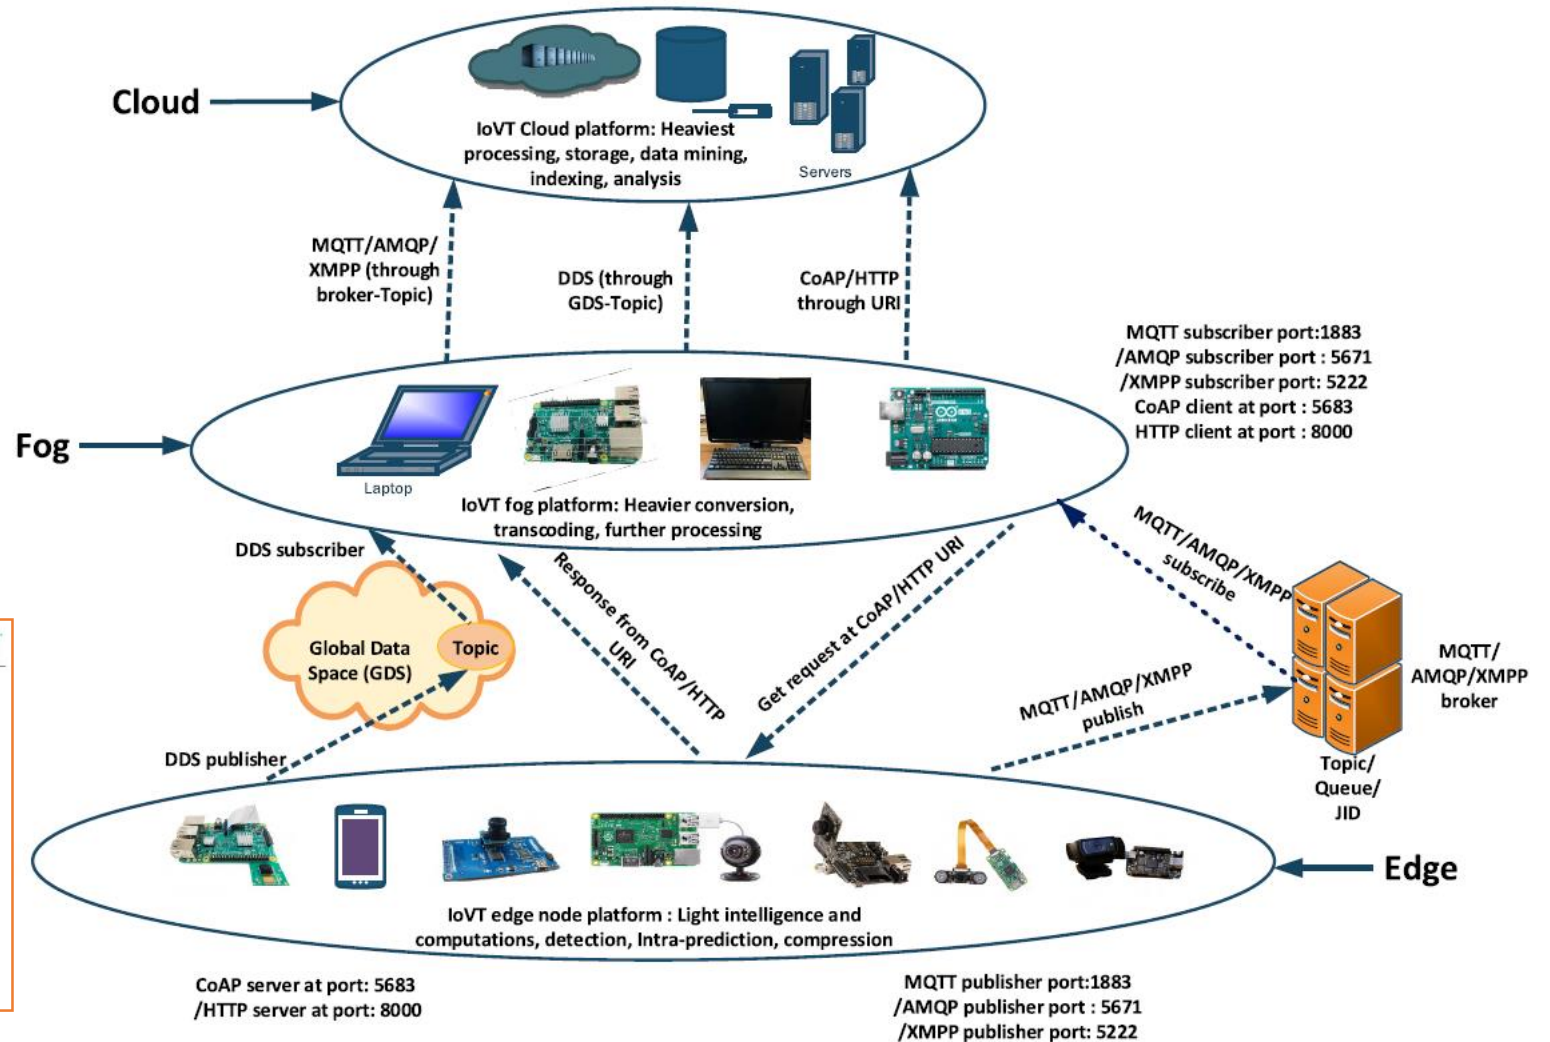 Cloud
IoVT Cloud platform: Heaviest
processing, storage, data mining,
indexing, analysis
Servers
MQTT/AMQP/
XMPP (through
broker-Topic)
DDS (through
GDS-Topic)
CoAP/HTTP
through URI
MQTT subscriber port:1883
/AMQP subscriber port : 5671
/XMPP subscriber port: 5222
CoAP client at port : 5683
HTTP client at port : 8000
Fog
Laptop
IoVT fog platform: Heavier conversion,
transcoding, further processing
DDS subscriber
Global Data
Space (GDS)
Topic
Response from CoAP/HTTP
URI
Get request at CoAP/HTTP URI
MQTT/AMQP/XMPP
subscribe
MQTT/AMQP/XMPP
publish
MQTT/
AMQP/XMPP
broker
Topic/
Queue/
JID
DDS publisher
Edge
IoVT edge node platform : Light intelligence and
computations, detection, Intra-prediction, compression
CoAP server at port: 5683
/HTTP server at port: 8000
MQTT publisher port:1883
/AMQP publisher port : 5671
/XMPP publisher port: 5222